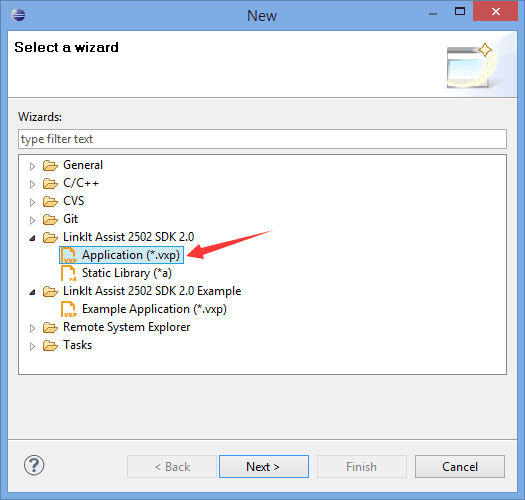 New
Select a wizard
Wizards:
type filter text
General
C/C++
CVS
Git
LinkIt Assist 2502 SDK 2.0
Application (*.vxp)
Static Library (*a)
LinkIt Assist 2502 SDK 2.0 Example
Example Application (*.vxp)
Remote System Explorer
Tasks
? < Back Next > Finish Cancel